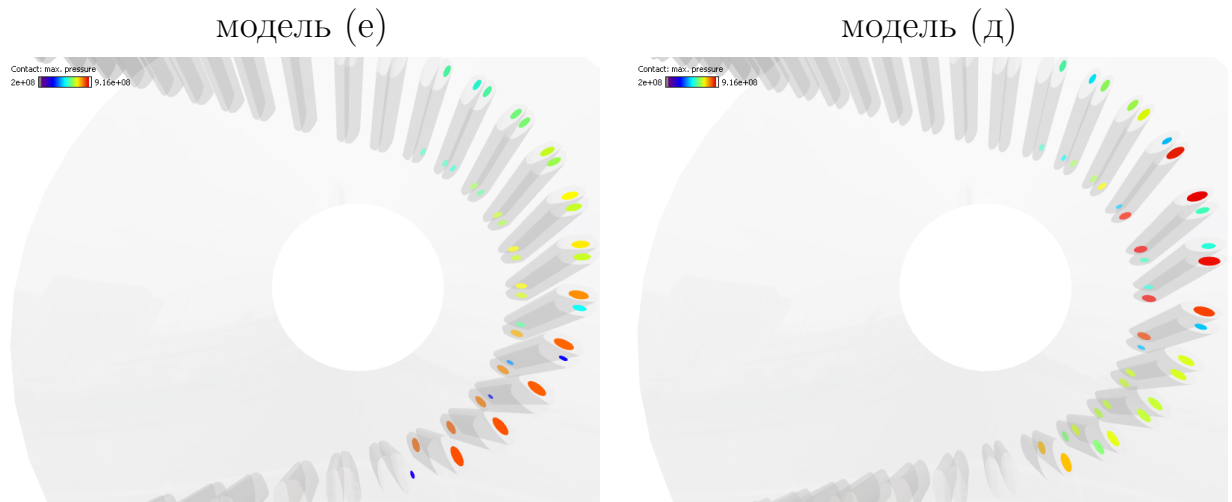 модель (е)
Contact: max. pressure
2e+08 9.16e+08
модель (д)
Contact: max. pressure
2e+08 9.16e+08